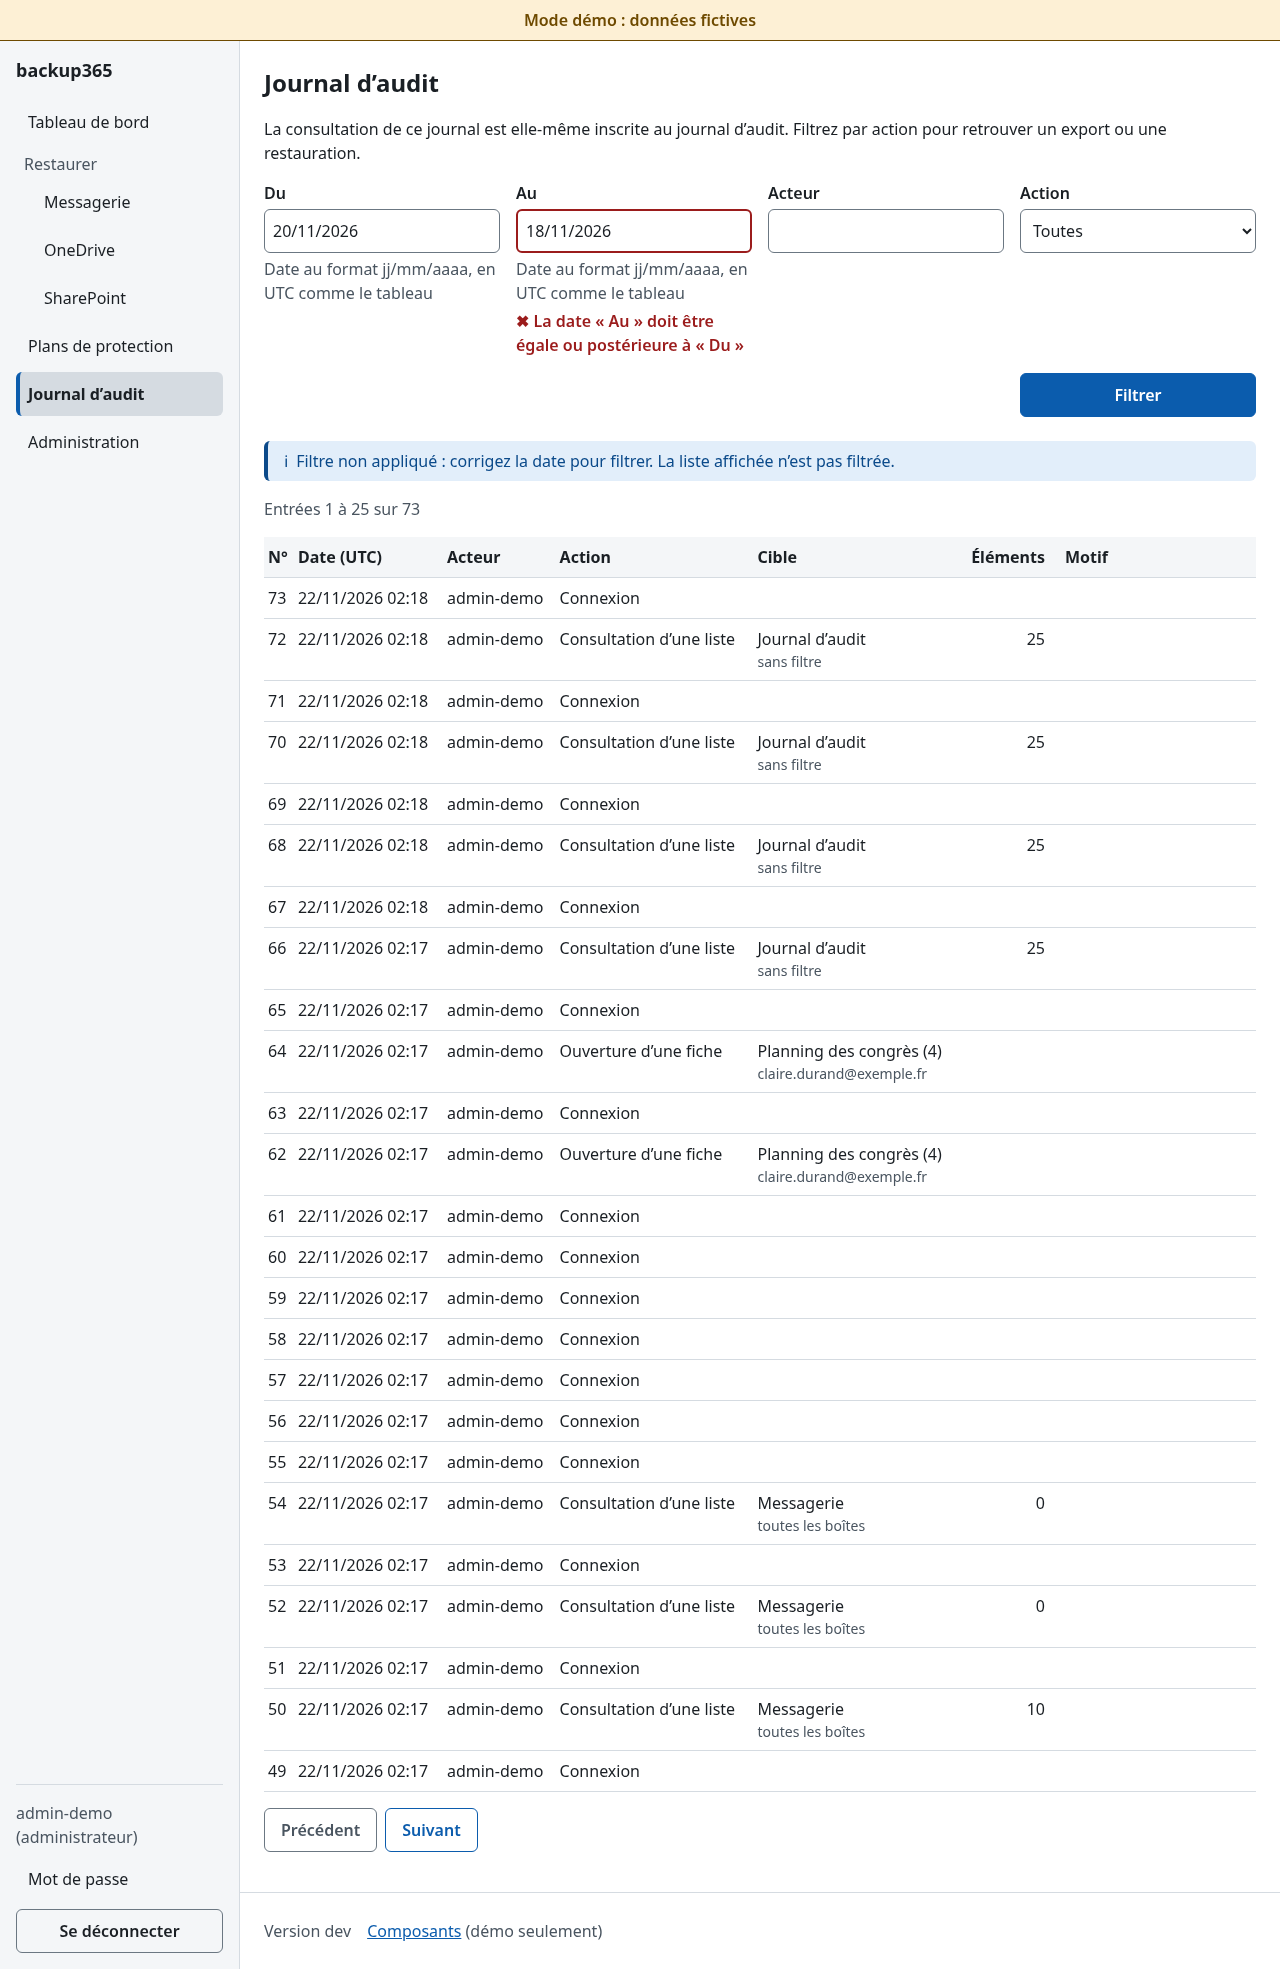 Mode démo : données fictives
backup365
Tableau de bord
Restaurer
Messagerie
OneDrive
SharePoint
Plans de protection
Journal d’audit
Administration
admin-demo
(administrateur)
Mot de passe
Se déconnecter
Journal d’audit
La consultation de ce journal est elle-même inscrite au journal d’audit. Filtrez par action pour retrouver un export ou une
restauration.
Du
20/11/2026
Date au format jj/mm/aaaa, en
UTC comme le tableau
Au
18/11/2026
Date au format jj/mm/aaaa, en
UTC comme le tableau
✖ La date « Au » doit être
égale ou postérieure à « Du »
Acteur
Action
Toutes
Filtrer
i Filtre non appliqué : corrigez la date pour filtrer. La liste affichée n’est pas filtrée.
Entrées 1 à 25 sur 73
N° Date (UTC) Acteur Action Cible Éléments Motif
73 22/11/2026 02:18 admin-demo Connexion
72 22/11/2026 02:18 admin-demo Consultation d’une liste Journal d’audit 25
sans filtre
71 22/11/2026 02:18 admin-demo Connexion
70 22/11/2026 02:18 admin-demo Consultation d’une liste Journal d’audit 25
sans filtre
69 22/11/2026 02:18 admin-demo Connexion
68 22/11/2026 02:18 admin-demo Consultation d’une liste Journal d’audit 25
sans filtre
67 22/11/2026 02:18 admin-demo Connexion
66 22/11/2026 02:17 admin-demo Consultation d’une liste Journal d’audit 25
sans filtre
65 22/11/2026 02:17 admin-demo Connexion
64 22/11/2026 02:17 admin-demo Ouverture d’une fiche Planning des congrès (4)
claire.durand@exemple.fr
63 22/11/2026 02:17 admin-demo Connexion
62 22/11/2026 02:17 admin-demo Ouverture d’une fiche Planning des congrès (4)
claire.durand@exemple.fr
61 22/11/2026 02:17 admin-demo Connexion
60 22/11/2026 02:17 admin-demo Connexion
59 22/11/2026 02:17 admin-demo Connexion
58 22/11/2026 02:17 admin-demo Connexion
57 22/11/2026 02:17 admin-demo Connexion
56 22/11/2026 02:17 admin-demo Connexion
55 22/11/2026 02:17 admin-demo Connexion
54 22/11/2026 02:17 admin-demo Consultation d’une liste Messagerie 0
toutes les boîtes
53 22/11/2026 02:17 admin-demo Connexion
52 22/11/2026 02:17 admin-demo Consultation d’une liste Messagerie 0
toutes les boîtes
51 22/11/2026 02:17 admin-demo Connexion
50 22/11/2026 02:17 admin-demo Consultation d’une liste Messagerie 10
toutes les boîtes
49 22/11/2026 02:17 admin-demo Connexion
Précédent Suivant
Version dev Composants (démo seulement)